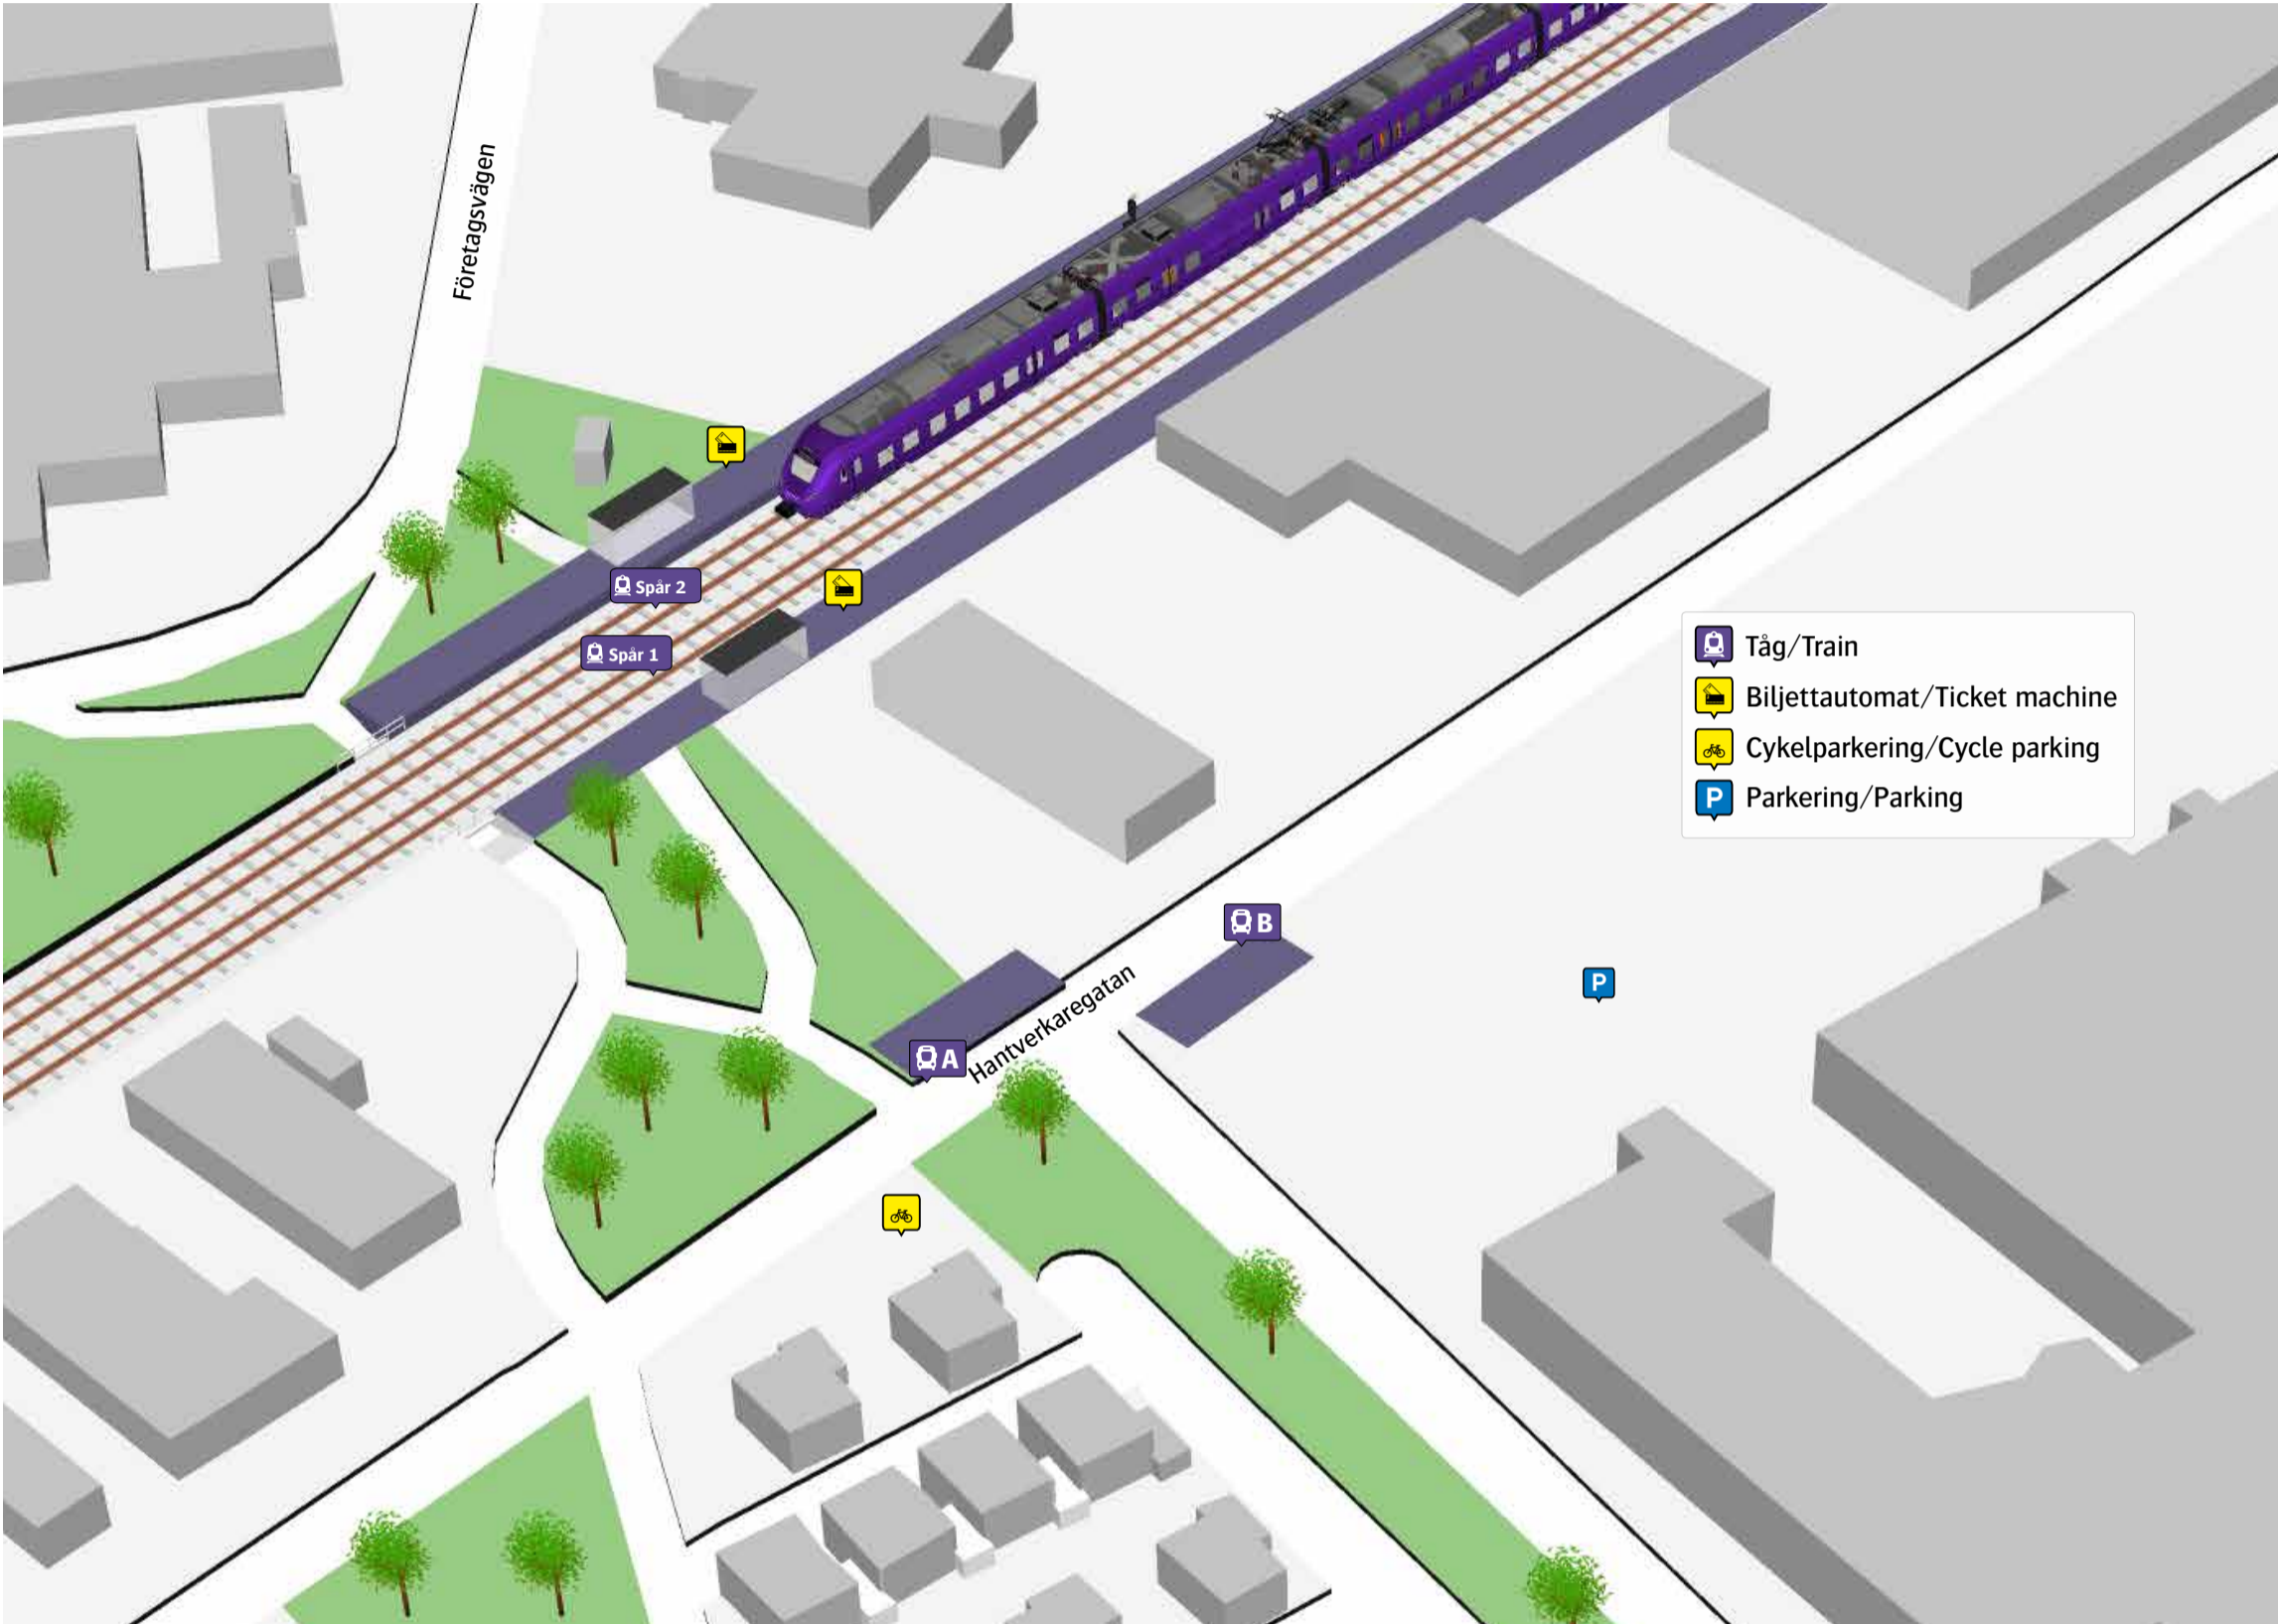 Företagsvägen
Spår 2
Spår 1
Tåg/Train
Biljettautomat/Ticket machine
Cykelparkering/Cycle parking
P Parkering/Parking
B
P
A
Hantverkaregatan